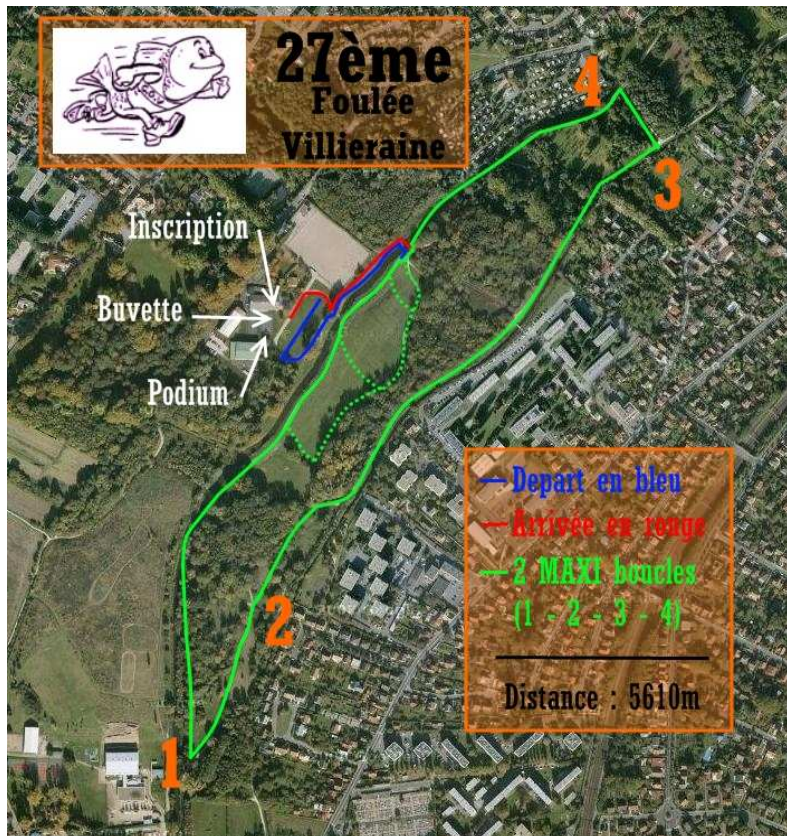 27ème
Foulée
Villieraine
4
3
Inscription
Buvette
Podium
Depart en bleu
Arrivée en rouge
2 MAXI boucles
(1 - 2 - 3 - 4)
Distance : 5610m
2
1